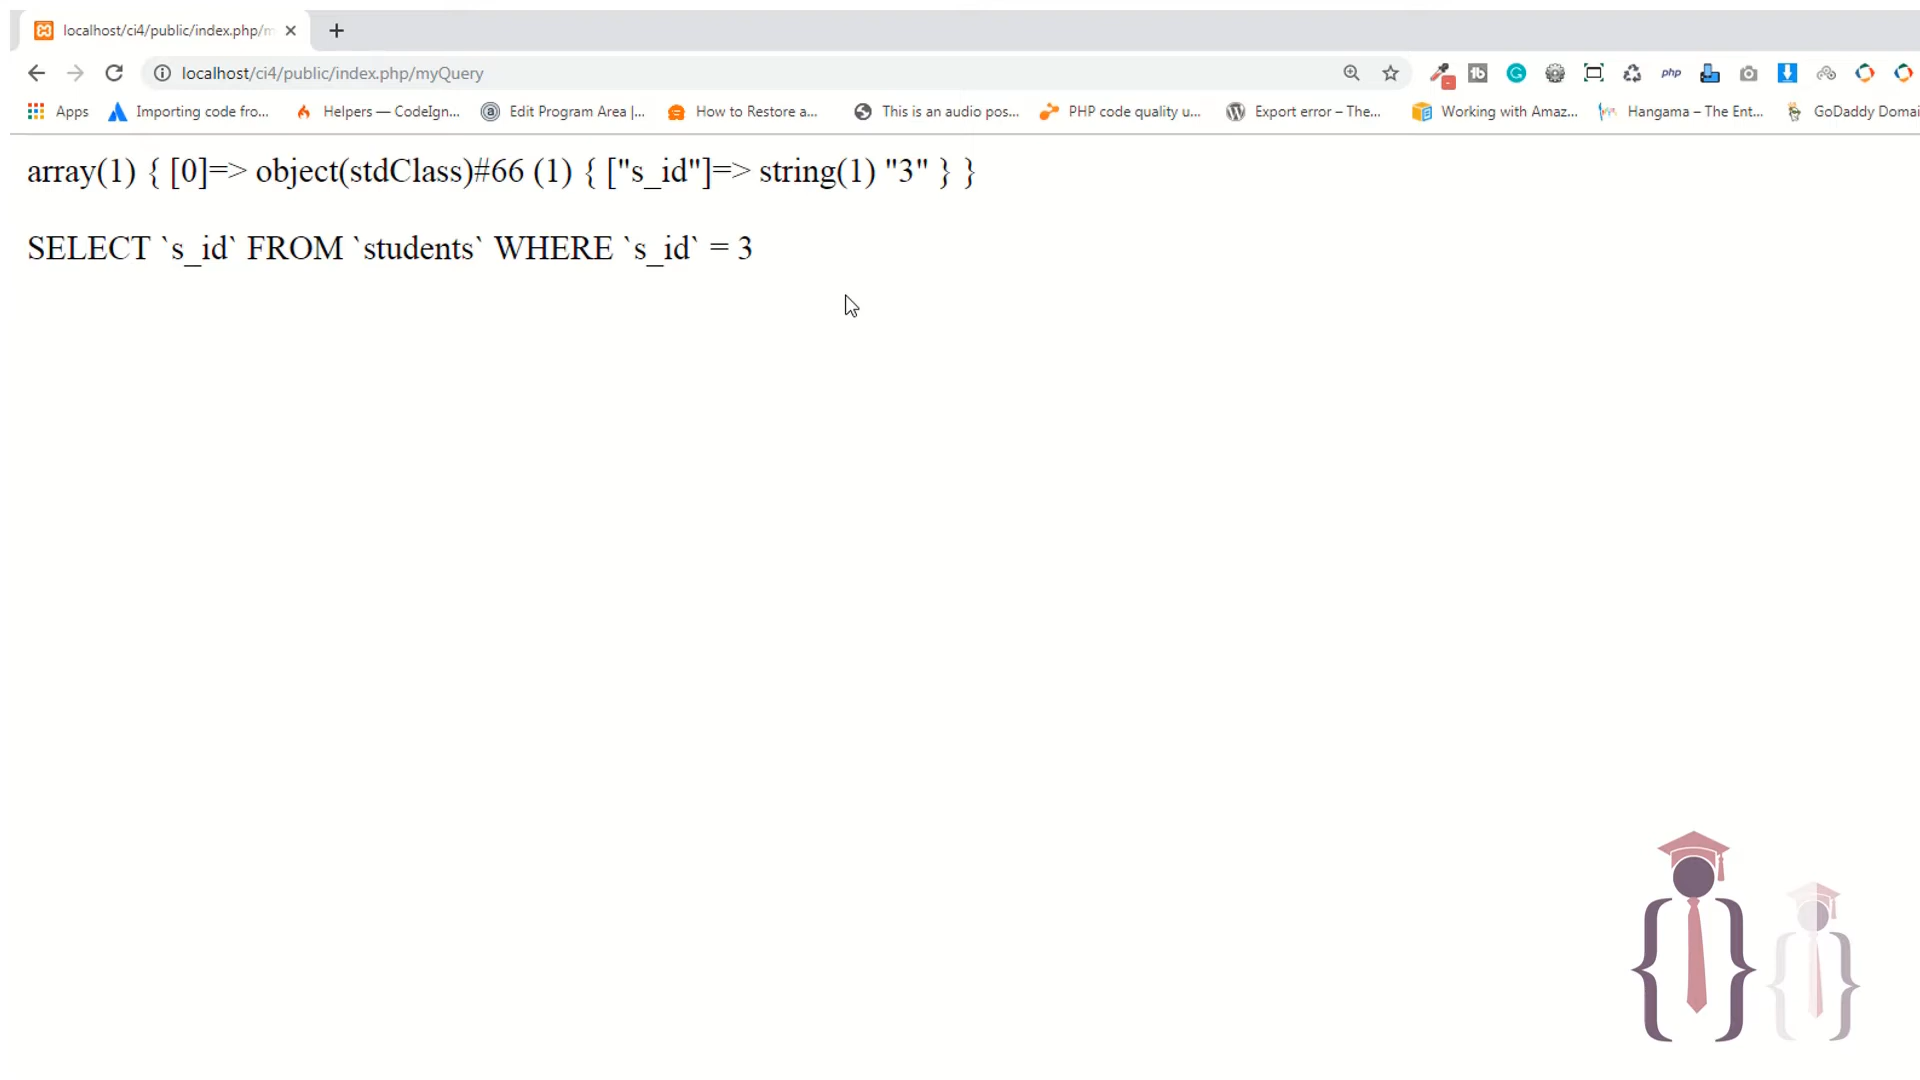 localhost/ci4/public/index.php/m
localhost/ci4/public/index.php/myQuery
php
Apps Importing code fro... Helpers — CodeIgn... Edit Program Area |... How to Restore a... This is an audio pos... PHP code quality u... Export error – The... Working with Amaz... Hangama – The Ent... GoDaddy Domai
array(1) { [0]=> object(stdClass)#66 (1) { ["s_id"]=> string(1) "3" } }
SELECT `s_id` FROM `students` WHERE `s_id` = 3